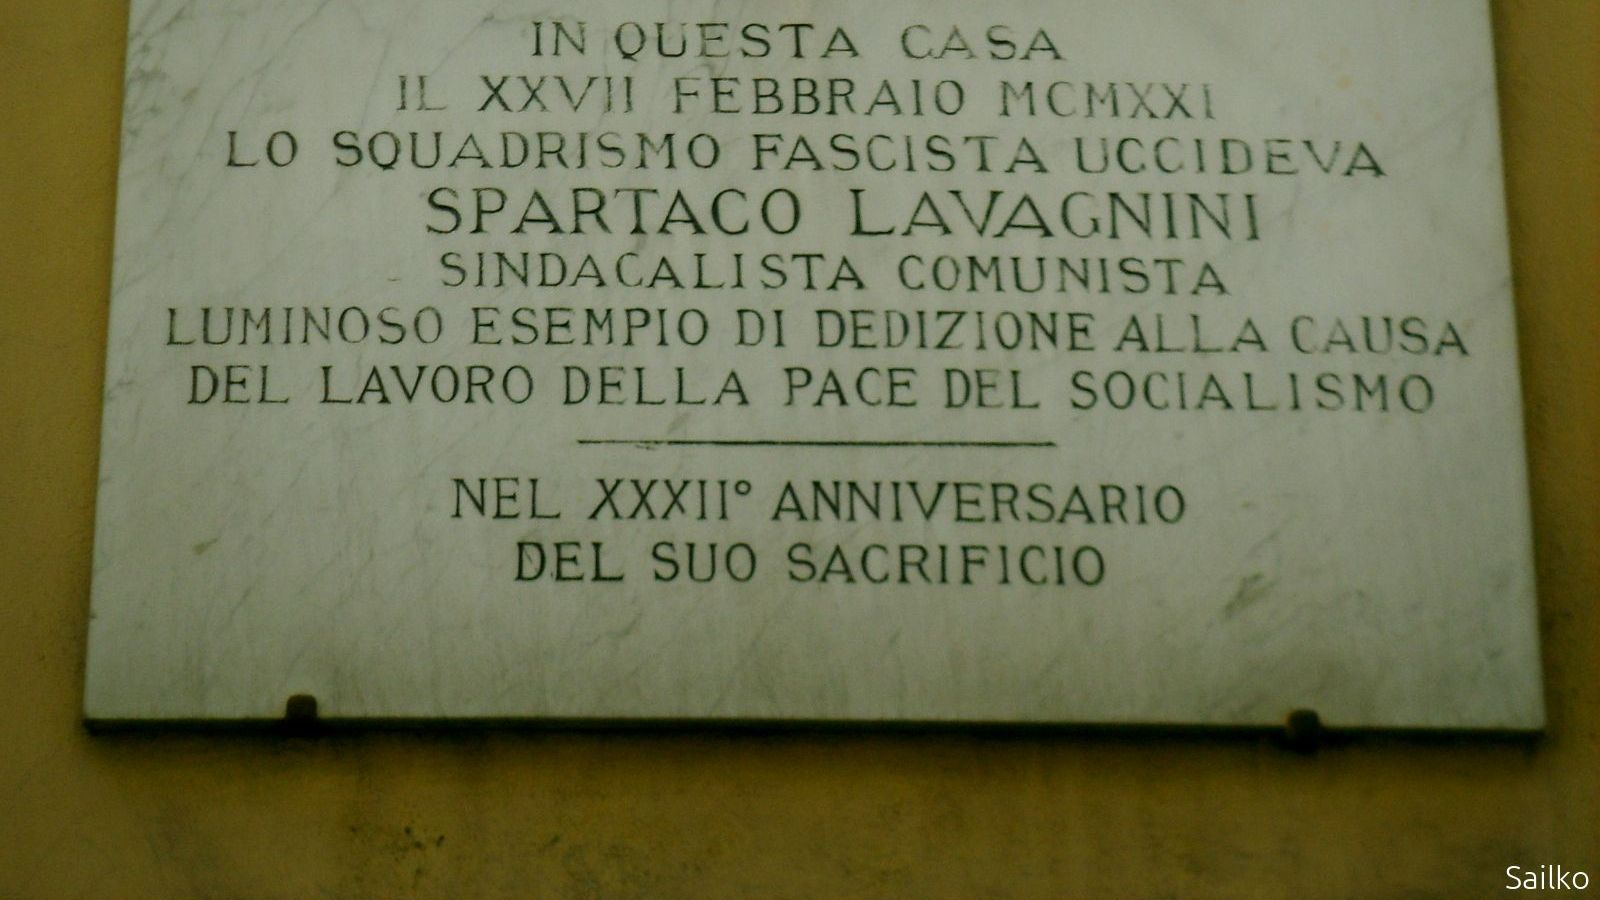 IN QUESTA CASA
IL XXVII FEBBRAIO MCMXXI
LO SQUADRISMO FASCISTA UCCIDEVA
SPARTACO LAVAGNINI
SINDACALISTA COMUNISTA
LUMINOSO ESEMPIO DI DEDIZIONE ALLA CAUSA
DEL LAVORO DELLA PACE DEL SOCIALISMO
NEL XXXII° ANNIVERSARIO
DEL SUO SACRIFICIO
Sailko